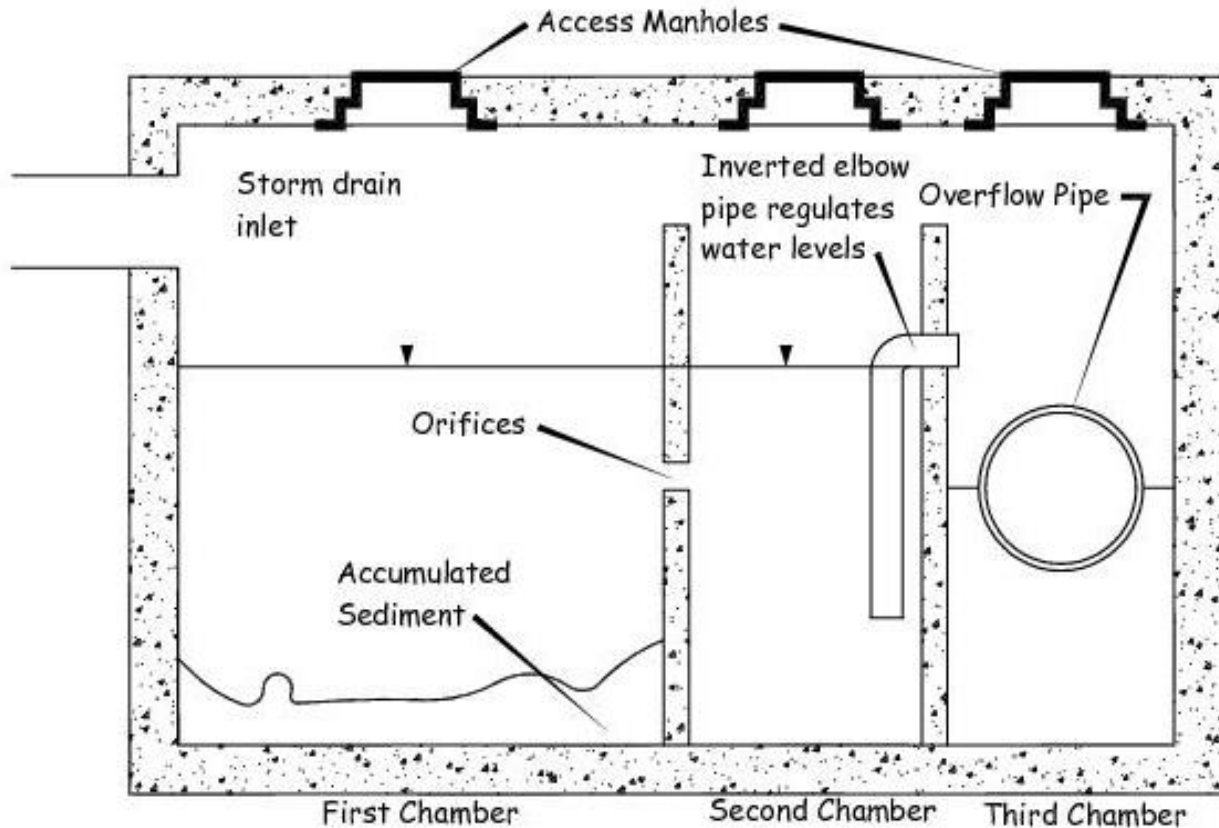 Access Manholes
Storm drain
inlet
Inverted elbow
pipe regulates
water levels
Overflow Pipe
Orifices
Accumulated
Sediment
First Chamber
Second Chamber
Third Chamber